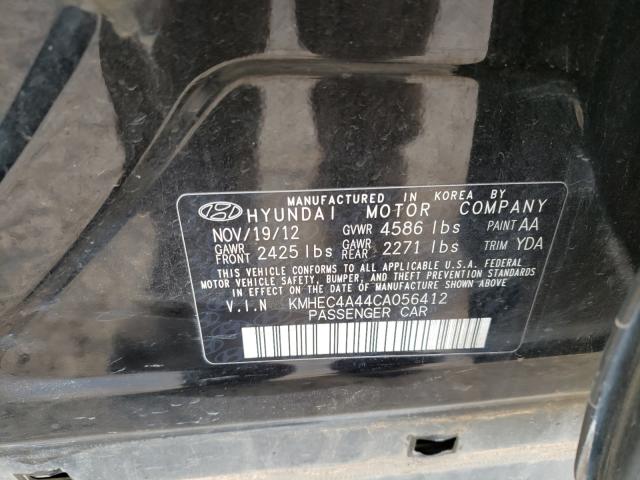 MANUFACTURED IN KOREA BY
HYUNDAI MOTOR COMPANY
NOV/19/12 GVWR 4586 lbs PAINT AA
GAWR FRONT 2425 lbs GAWR REAR 2271 lbs TRIM YDA
THIS VEHICLE CONFORMS TO ALL APPLICABLE U.S.A. FEDERAL
MOTOR VEHICLE SAFETY, BUMPER, AND THEFT PREVENTION STANDARDS
IN EFFECT ON THE DATE OF MANUFACTURE SHOWN ABOVE
V.I.N KMHEC4A44CA056412
PASSENGER CAR